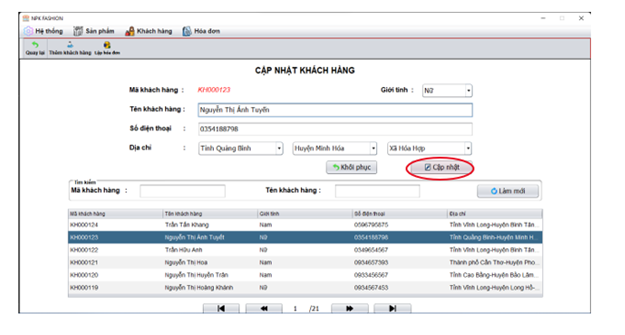 NPK FASHION
Hệ thống Sản phẩm Khách hàng Hóa đơn
Quay lại Thêm khách hàng Lập hóa đơn
CẬP NHẬT KHÁCH HÀNG
Mã khách hàng : KH000123 Giới tính : Nữ
Tên khách hàng : Nguyễn Thị Ánh Tuyến
Số điện thoại : 0354188798
Địa chỉ : Tỉnh Quảng Bình Huyện Minh Hóa Xã Hóa Hợp
Khôi phục Cập nhật
Tìm kiếm
Mã khách hàng : Tên khách hàng : Làm mới
Mã khách hàng Tên khách hàng Giới tính Số điện thoại Địa chỉ
KH000124 Trần Tấn Khang Nam 0596795875 Tỉnh Vĩnh Long-Huyện Bình Tân...
KH000123 Nguyễn Thị Ánh Tuyết Nữ 0354188798 Tỉnh Quảng Bình-Huyện Minh H...
KH000122 Trần Hữu Anh Nữ 0349654567 Tỉnh Vĩnh Long-Huyện Bình Tân...
KH000121 Nguyễn Thị Hoa Nam 0934657393 Thành phố Cần Thơ-Huyện Pho...
KH000120 Nguyễn Thị Huyền Trân Nam 0933456567 Tỉnh Cao Bằng-Huyện Bảo Lâm...
KH000119 Nguyễn Thị Hoàng Khánh Nữ 0934567453 Tỉnh Vĩnh Long-Huyện Long Hồ-...
1 /21